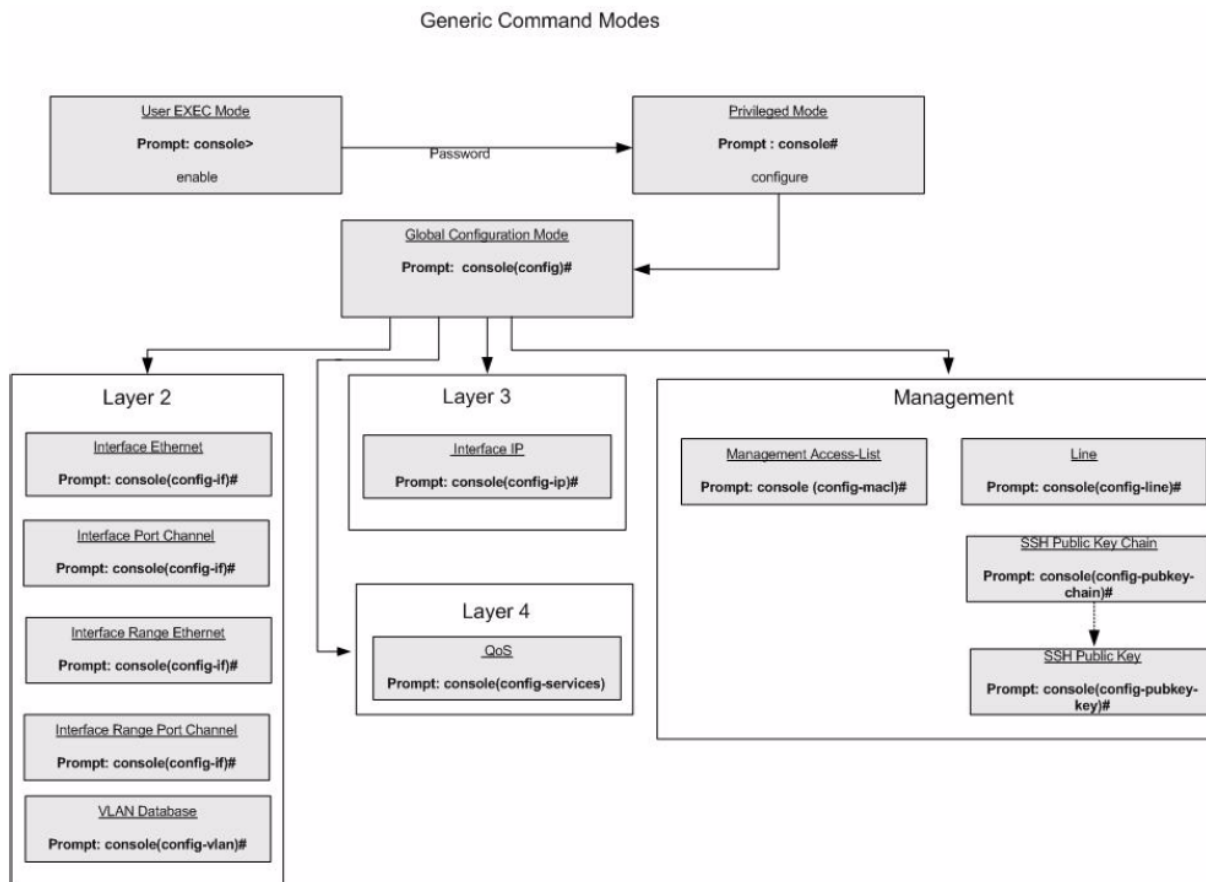 Generic Command Modes
User EXEC Mode
Prompt: console>
enable
Password
Privileged Mode
Prompt : console#
configure
Global Configuration Mode
Prompt: console(config)#
Layer 2
Interface Ethernet
Prompt: console(config-if)#
Interface Port Channel
Prompt: console(config-if)#
Interface Range Ethernet
Prompt: console(config-if)#
Interface Range Port Channel
Prompt: console(config-if)#
VLAN Database
Prompt: console(config-vlan)#
Layer 3
Interface IP
Prompt: console(config-ip)#
Layer 4
QoS
Prompt: console(config-services)
Management
Management Access-List
Prompt: console (config-macl)#
Line
Prompt: console(config-line)#
SSH Public Key Chain
Prompt: console(config-pubkey-
chain)#
SSH Public Key
Prompt: console(config-pubkey-
key)#